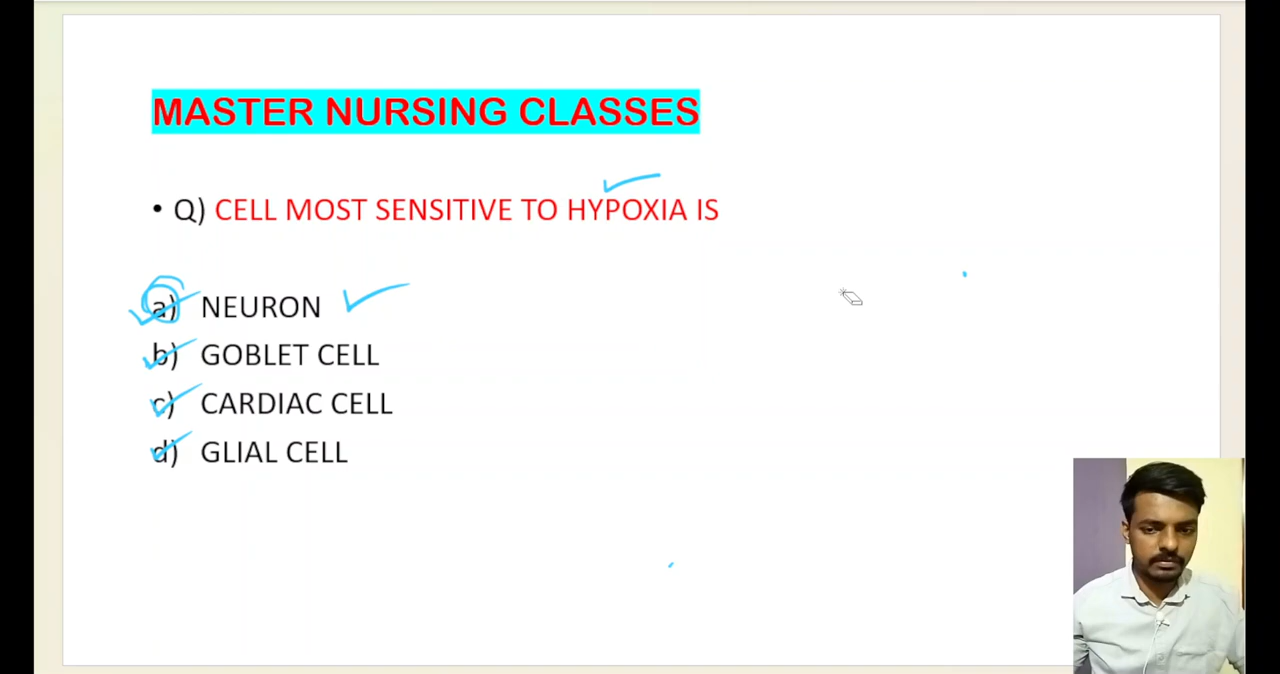 MASTER NURSING CLASSES
• Q) CELL MOST SENSITIVE TO HYPOXIA IS
a) NEURON
b) GOBLET CELL
c) CARDIAC CELL
d) GLIAL CELL